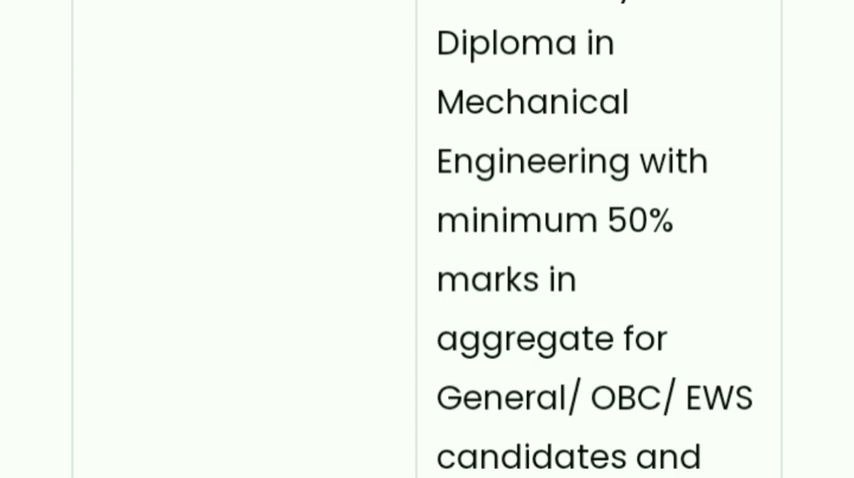 Diploma in
Mechanical
Engineering with
minimum 50%
marks in
aggregate for
General/ OBC/ EWS
candidates and